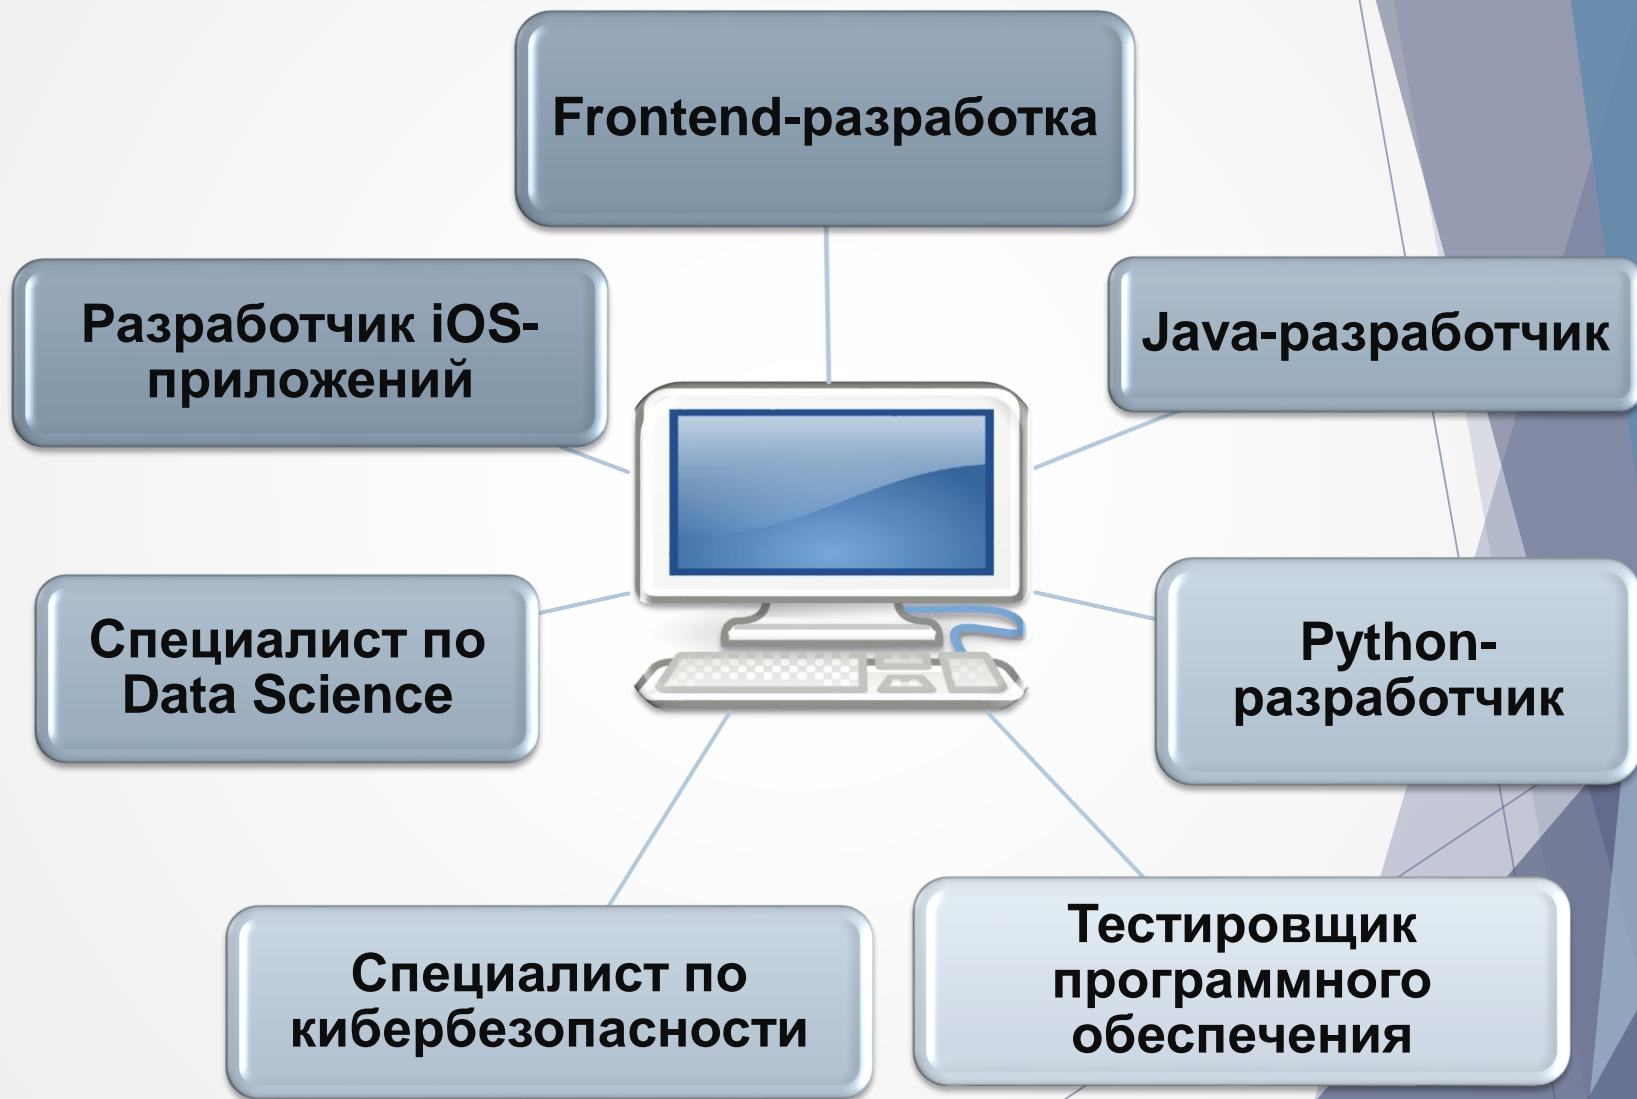 Frontend-разработка
Разработчик iOS-
приложений
Java-разработчик
Специалист по
Data Science
Python-
разработчик
Специалист по
кибербезопасности
Тестировщик
программного
обеспечения